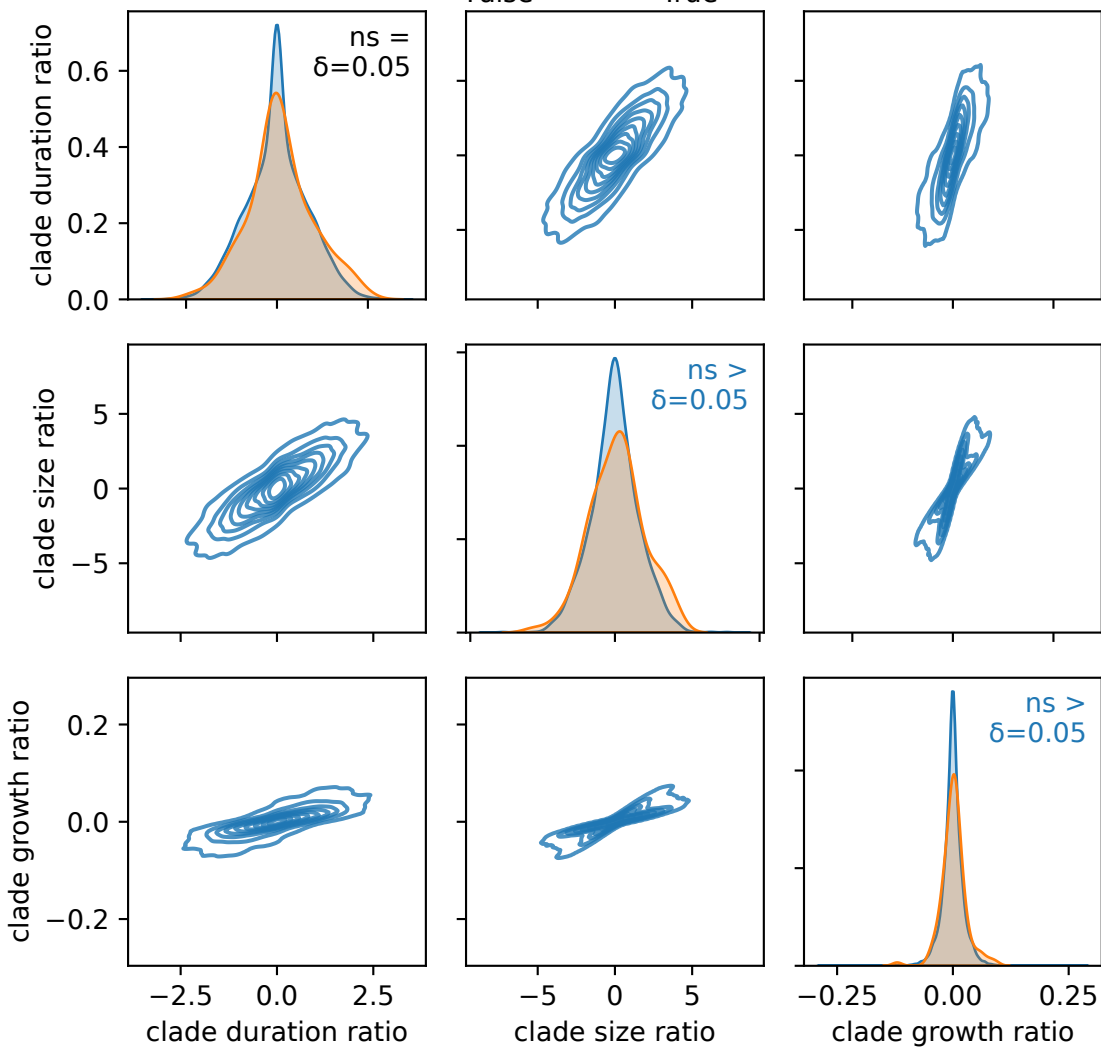 clade duration ratio
0.6
0.4
0.2
0.0
ns =
δ=0.05
clade size ratio
5
0
−5
ns >
δ=0.05
clade growth ratio
0.2
0.0
−0.2
ns >
δ=0.05
−2.5 0.0 2.5
−5 0 5
−0.25 0.00 0.25
clade duration ratio
clade size ratio
clade growth ratio